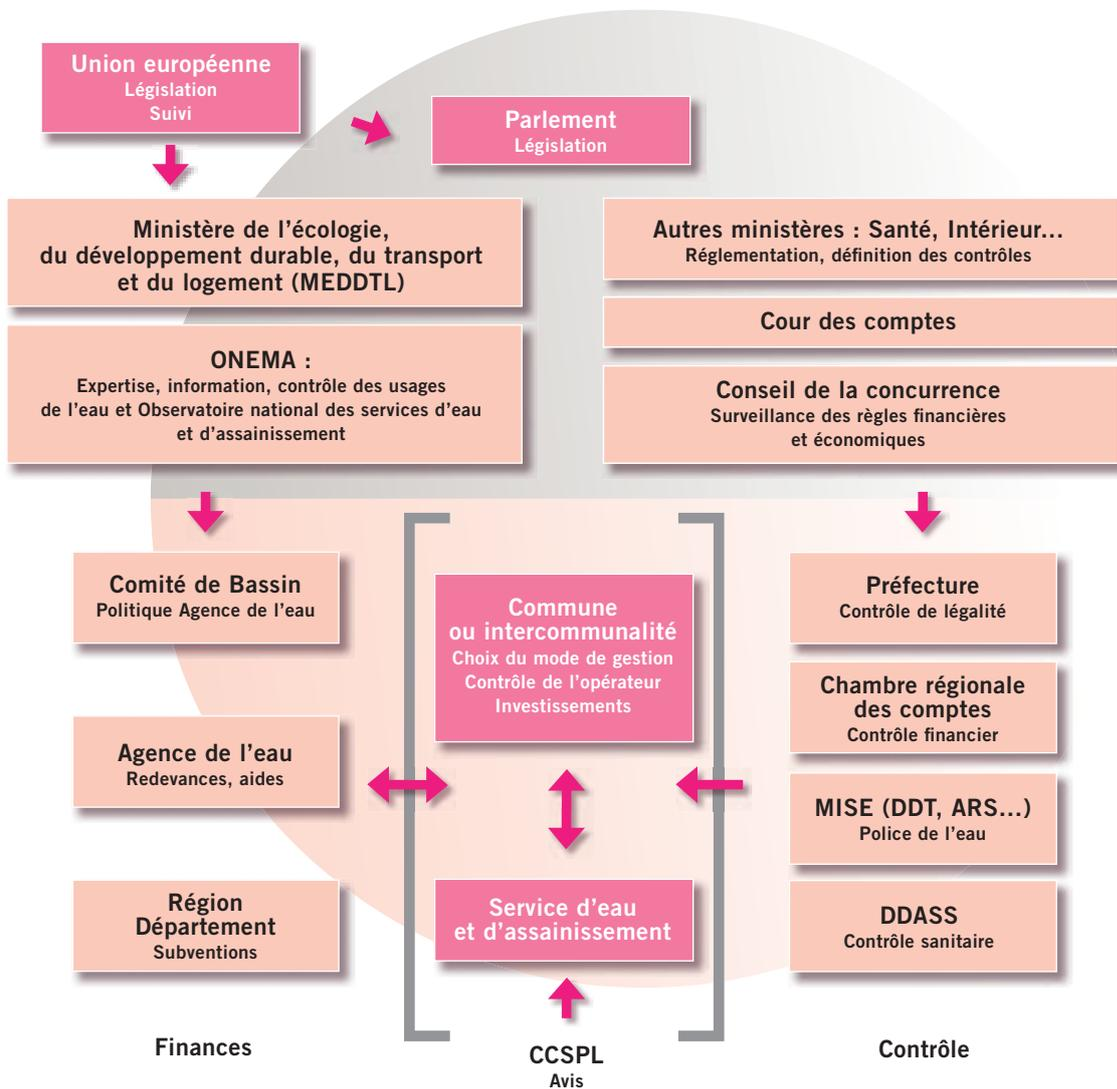 Union européenne
Législation
Suivi
Parlement
Législation
Ministère de l’écologie,
du développement durable, du transport
et du logement (MEDDTL)
ONEMA :
Expertise, information, contrôle des usages
de l’eau et Observatoire national des services d’eau
et d’assainissement
Autres ministères : Santé, Intérieur...
Réglementation, définition des contrôles
Cour des comptes
Conseil de la concurrence
Surveillance des règles financières
et économiques
Comité de Bassin
Politique Agence de l’eau
Agence de l’eau
Redevances, aides
Région
Département
Subventions
Finances
Commune
ou intercommunalité
Choix du mode de gestion
Contrôle de l’opérateur
Investissements
Service d’eau
et d’assainissement
CCSPL
Avis
Préfecture
Contrôle de légalité
Chambre régionale
des comptes
Contrôle financier
MISE (DDT, ARS...)
Police de l’eau
DDASS
Contrôle sanitaire
Contrôle